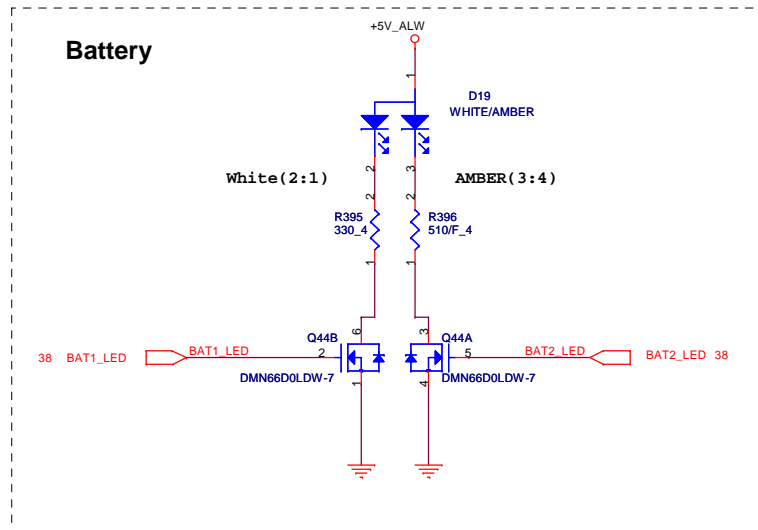 +5V_ALW
Battery
1
D19
WHITE/AMBER
2
3
White(2:1)
AMBER(3:4)
2
2
R395
330_4
R396
510/F_4
1
1
Q44B
6
3
Q44A
38 BAT1_LED
BAT1_LED
2
5
BAT2_LED
BAT2_LED 38
DMN66D0LDW-7
1
4
DMN66D0LDW-7